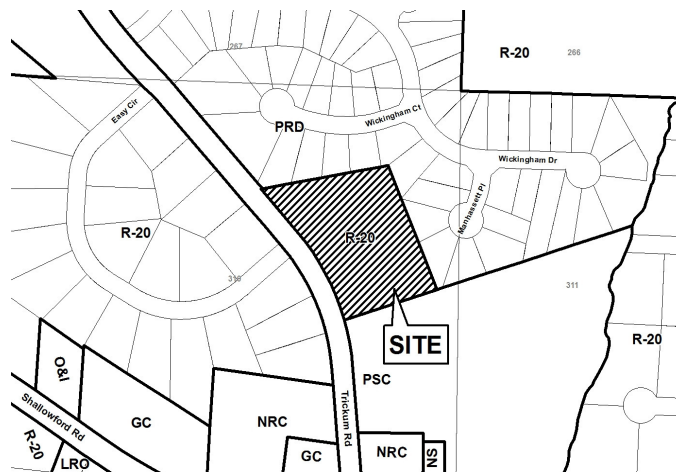 267
R-20
266
Easy Cir
PRD
Wickingham Ct
Wickingham Dr
Manhassett Pl
R-20
R-20
310
311
SITE
R-20
O&I
PSC
Shallowford Rd
GC
NRC
Trickum Rd
R-20
LRO
GC
NRC
NS